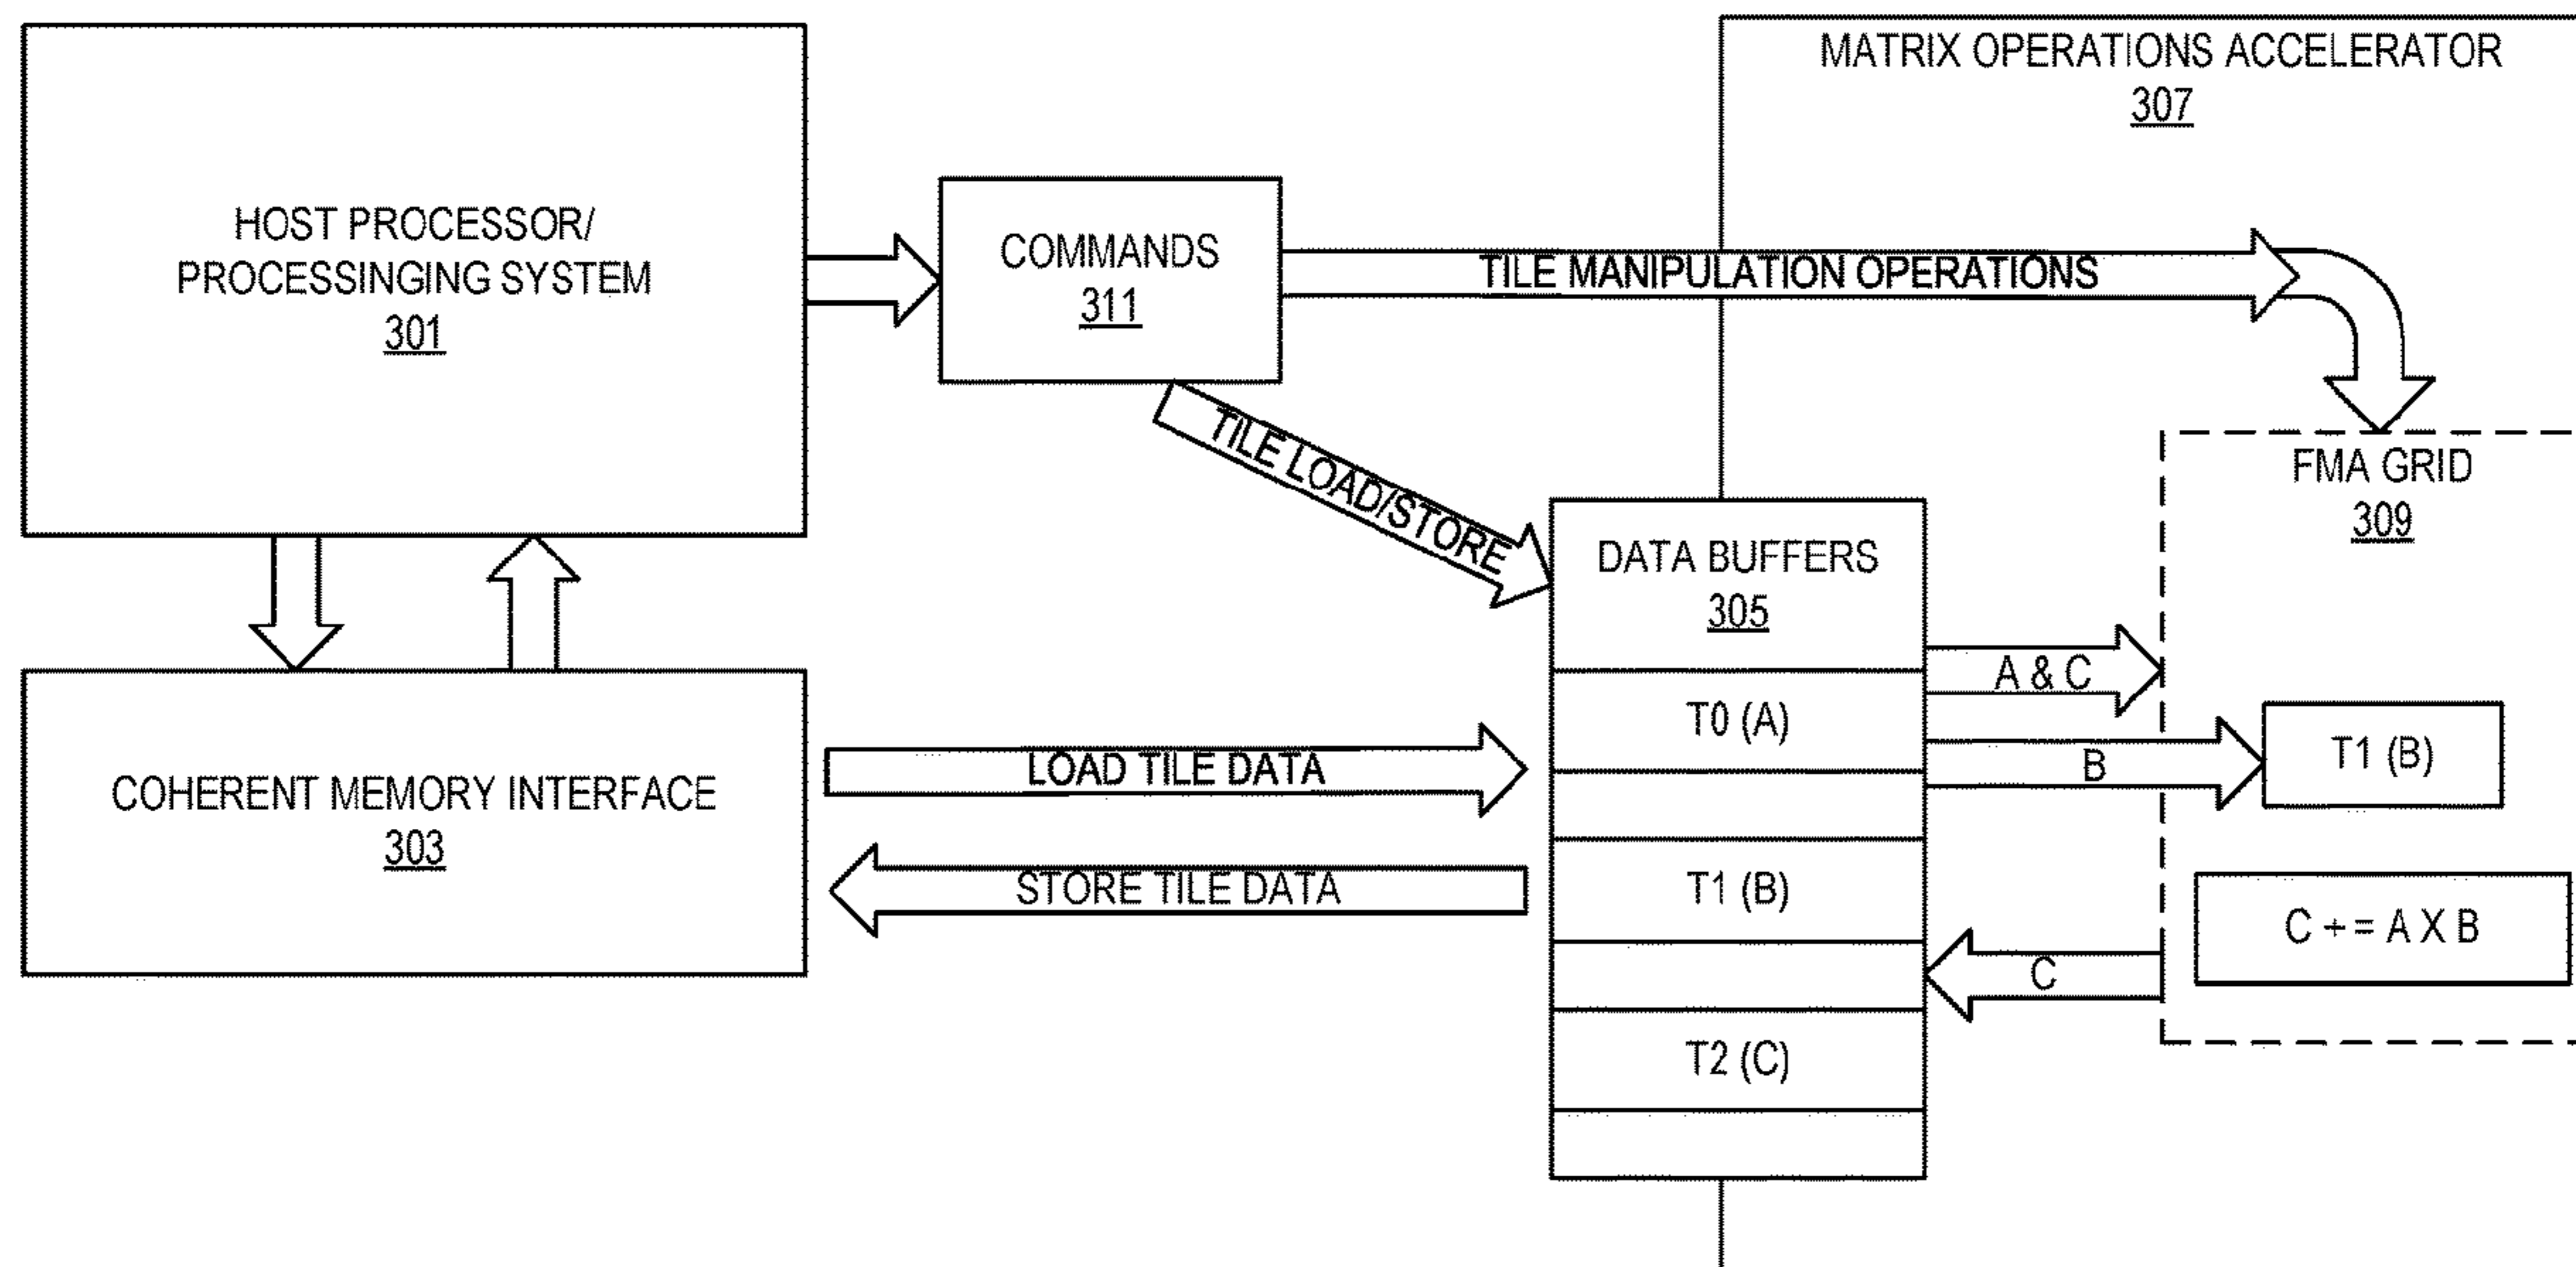 MATRIX OPERATIONS ACCELERATOR
307
HOST PROCESSOR/
PROCESSINGING SYSTEM
301
COMMANDS
311
TILE MANIPULATION OPERATIONS
TILE LOAD/STORE
FMA GRID
309
DATA BUFFERS
305
A & C
T0 (A)
B
T1 (B)
COHERENT MEMORY INTERFACE
303
LOAD TILE DATA
STORE TILE DATA
T1 (B)
C + = A X B
C
T2 (C)